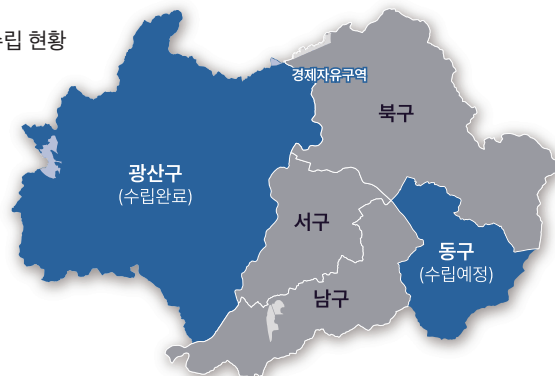 수립 현황
경제자유구역
북구
광산구
(수립완료)
서구
동구
(수립예정)
남구